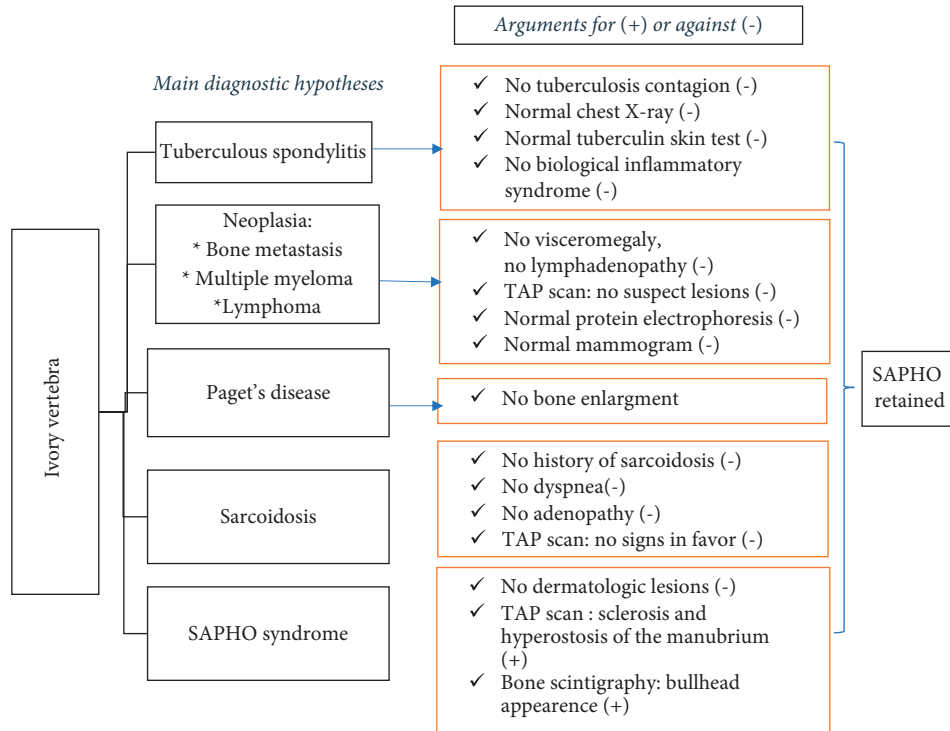 Arguments for (+) or against (-)
Main diagnostic hypotheses
Ivory vertebra
Tuberculous spondylitis
✓ No tuberculosis contagion (-)
✓ Normal chest X-ray (-)
✓ Normal tuberculin skin test (-)
✓ No biological inflammatory
syndrome (-)
Neoplasia:
* Bone metastasis
* Multiple myeloma
*Lymphoma
✓ No visceromegaly,
no lymphadenopathy (-)
✓ TAP scan: no suspect lesions (-)
✓ Normal protein electrophoresis (-)
✓ Normal mammogram (-)
Paget's disease
✓ No bone enlargment
Sarcoidosis
✓ No history of sarcoidosis (-)
✓ No dyspnea(-)
✓ No adenopathy (-)
✓ TAP scan: no signs in favor (-)
SAPHO syndrome
✓ No dermatologic lesions (-)
✓ TAP scan : sclerosis and
hyperostosis of the manubrium
(+)
✓ Bone scintigraphy: bullhead
appearence (+)
SAPHO
retained